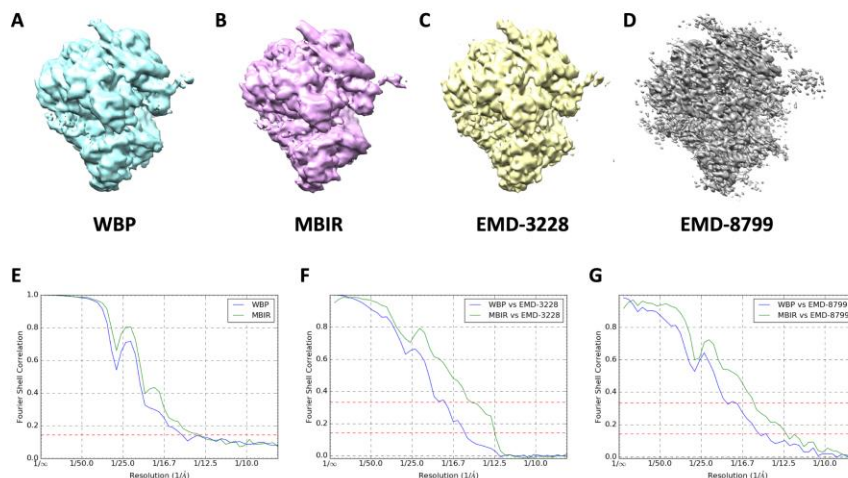 A B C D
WBP MBIR EMD-3228 EMD-8799
E F G
1.0
0.8
0.6
0.4
0.2
Fourier Shell Correlation
WBP
MBIR
1/∞ 1/50.0 1/25.0 1/16.7 1/12.5 1/10.0
Resolution (1/Å)
0.8
0.6
0.4
0.2
0.0
Fourier Shell Correlation
WBP vs EMD-3228
MBIR vs EMD-3228
1/∞ 1/50.0 1/25.0 1/16.7 1/12.5 1/10.0
Resolution (1/Å)
0.8
0.6
0.4
0.2
0.0
Fourier Shell Correlation
WBP vs EMD-8799
MBIR vs EMD-8799
1/∞ 1/50.0 1/25.0 1/16.7 1/12.5 1/10.0
Resolution (1/Å)